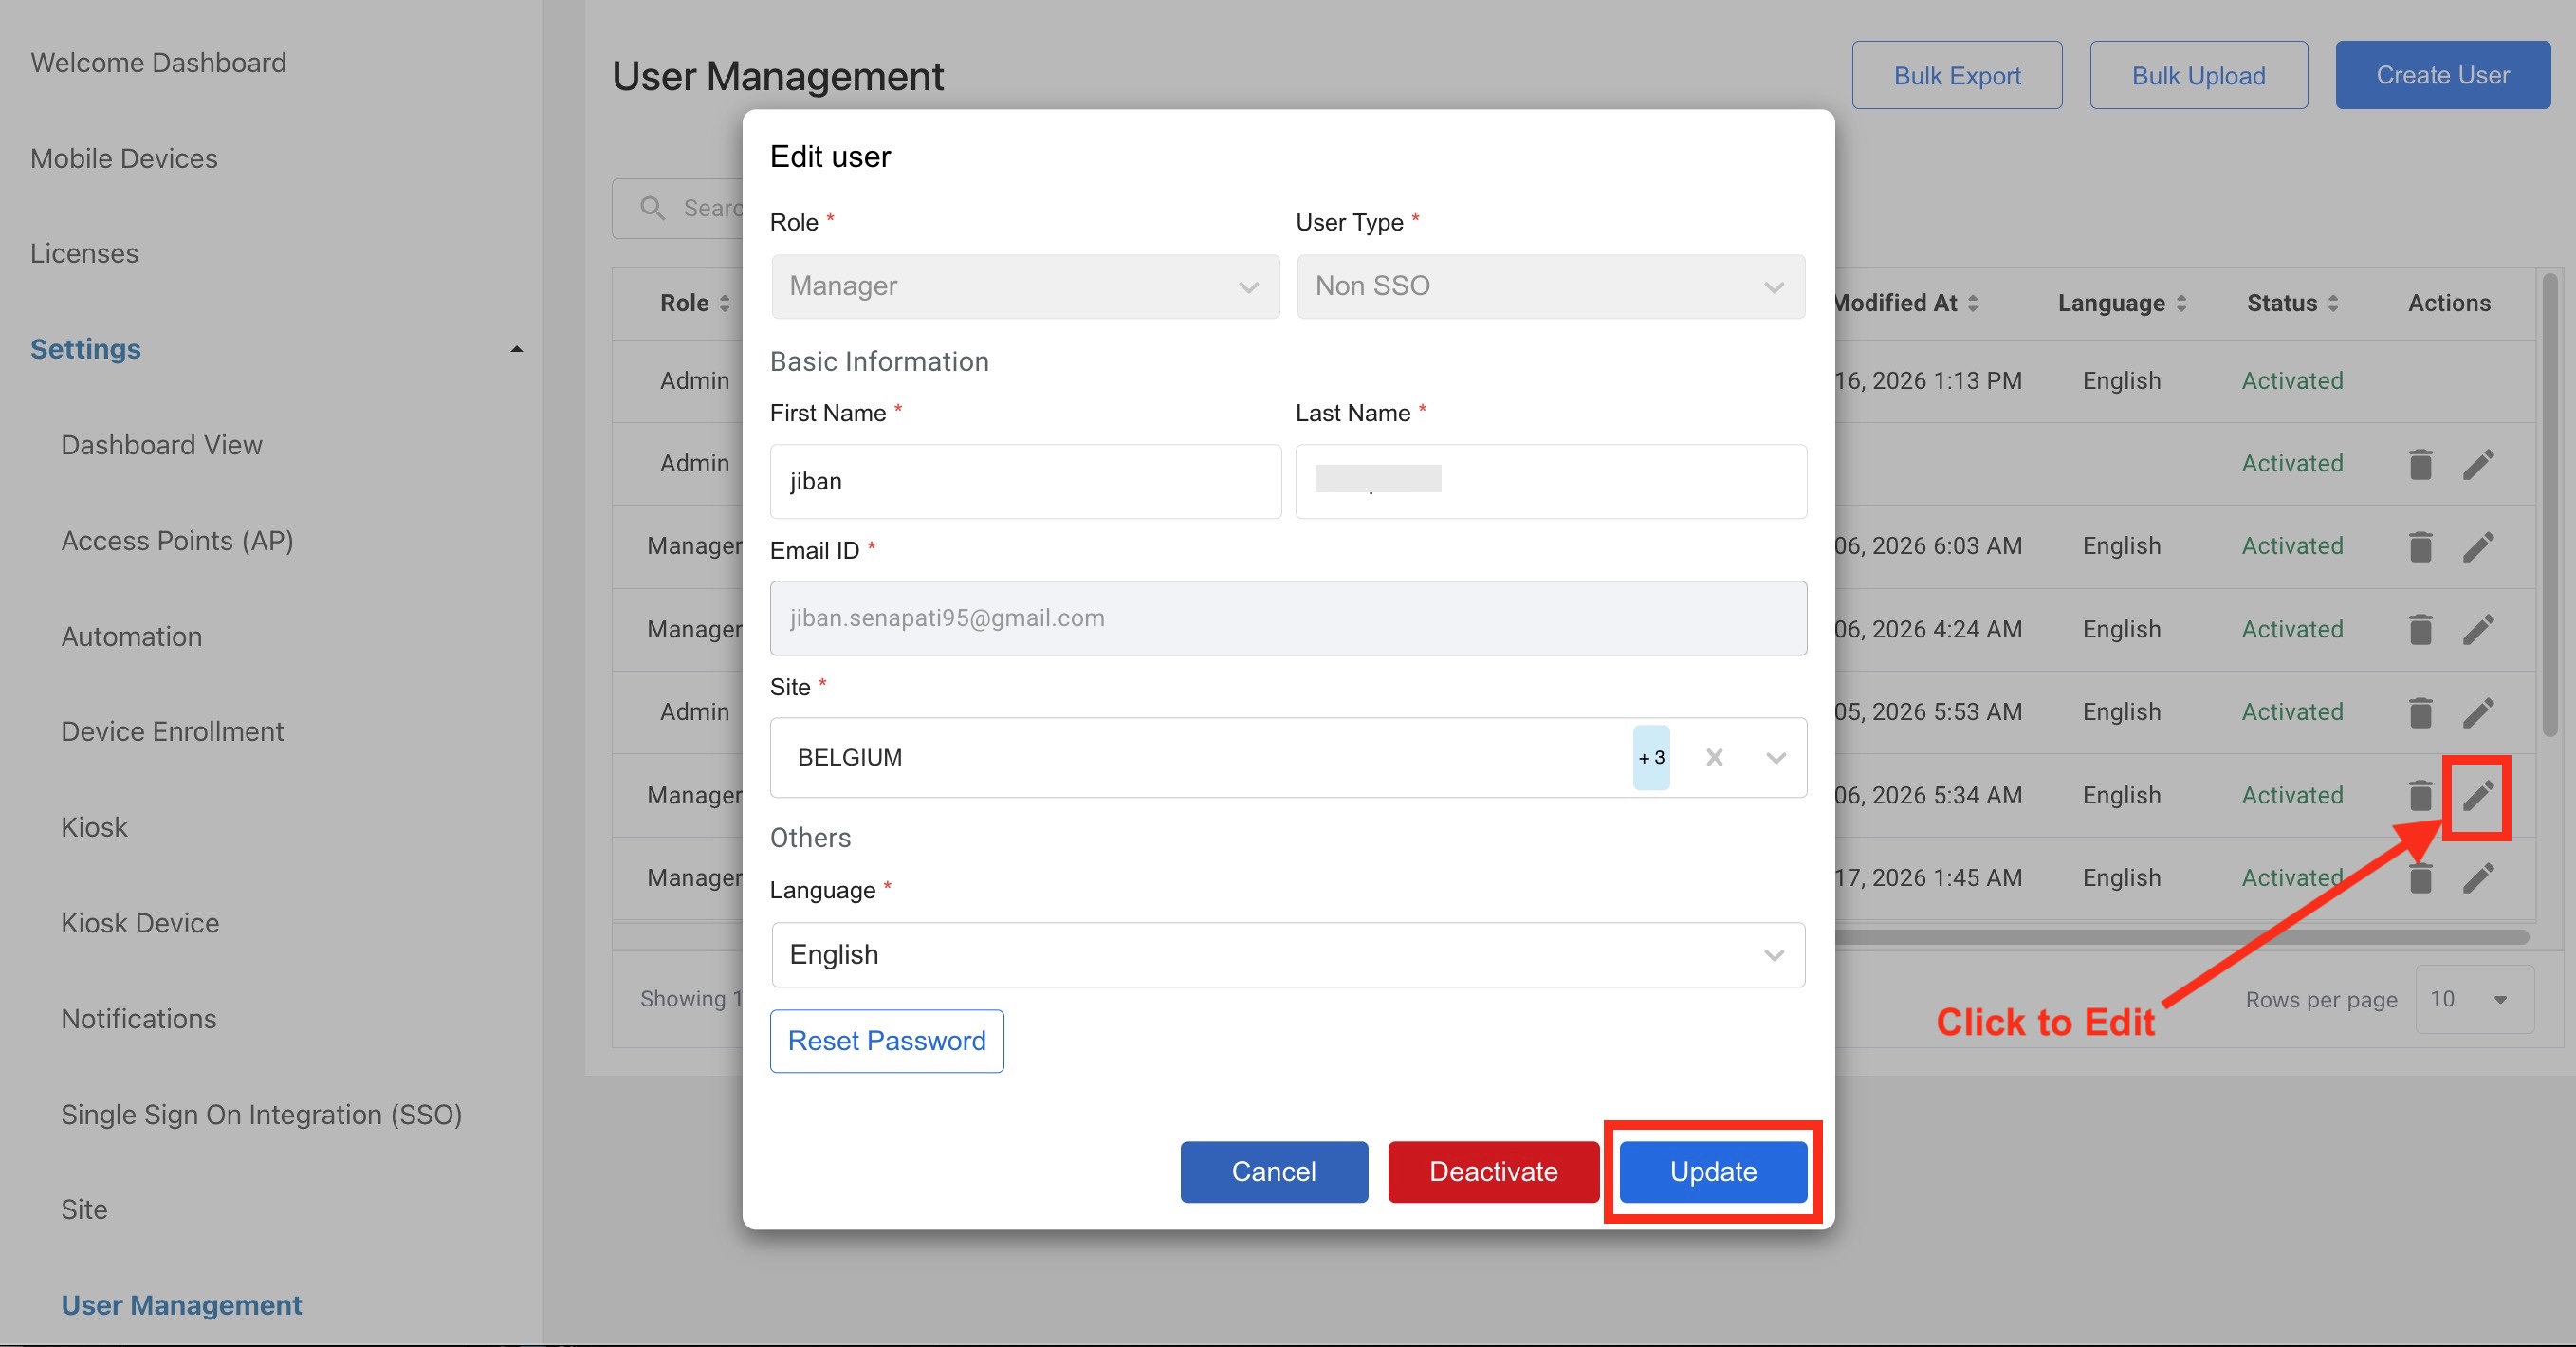 Welcome Dashboard
Mobile Devices
Licenses
Settings
Dashboard View
Access Points (AP)
Automation
Device Enrollment
Kiosk
Kiosk Device
Notifications
Single Sign On Integration (SSO)
Site
User Management
User Management
Bulk Export
Bulk Upload
Create User
Edit user
Role *
User Type *
Manager
Non SSO
Basic Information
First Name *
Last Name *
jiban
Email ID *
jiban.senapati95@gmail.com
Site *
BELGIUM
+ 3
Others
Language *
English
Reset Password
Cancel
Deactivate
Update
Role
Modified At
Language
Status
Actions
Admin
16, 2026 1:13 PM
English
Activated
Admin
Activated
Manager
06, 2026 6:03 AM
English
Activated
Manager
06, 2026 4:24 AM
English
Activated
Admin
05, 2026 5:53 AM
English
Activated
Manager
06, 2026 5:34 AM
English
Activated
Manager
17, 2026 1:45 AM
English
Activated
Showing 1
Click to Edit
Rows per page
10